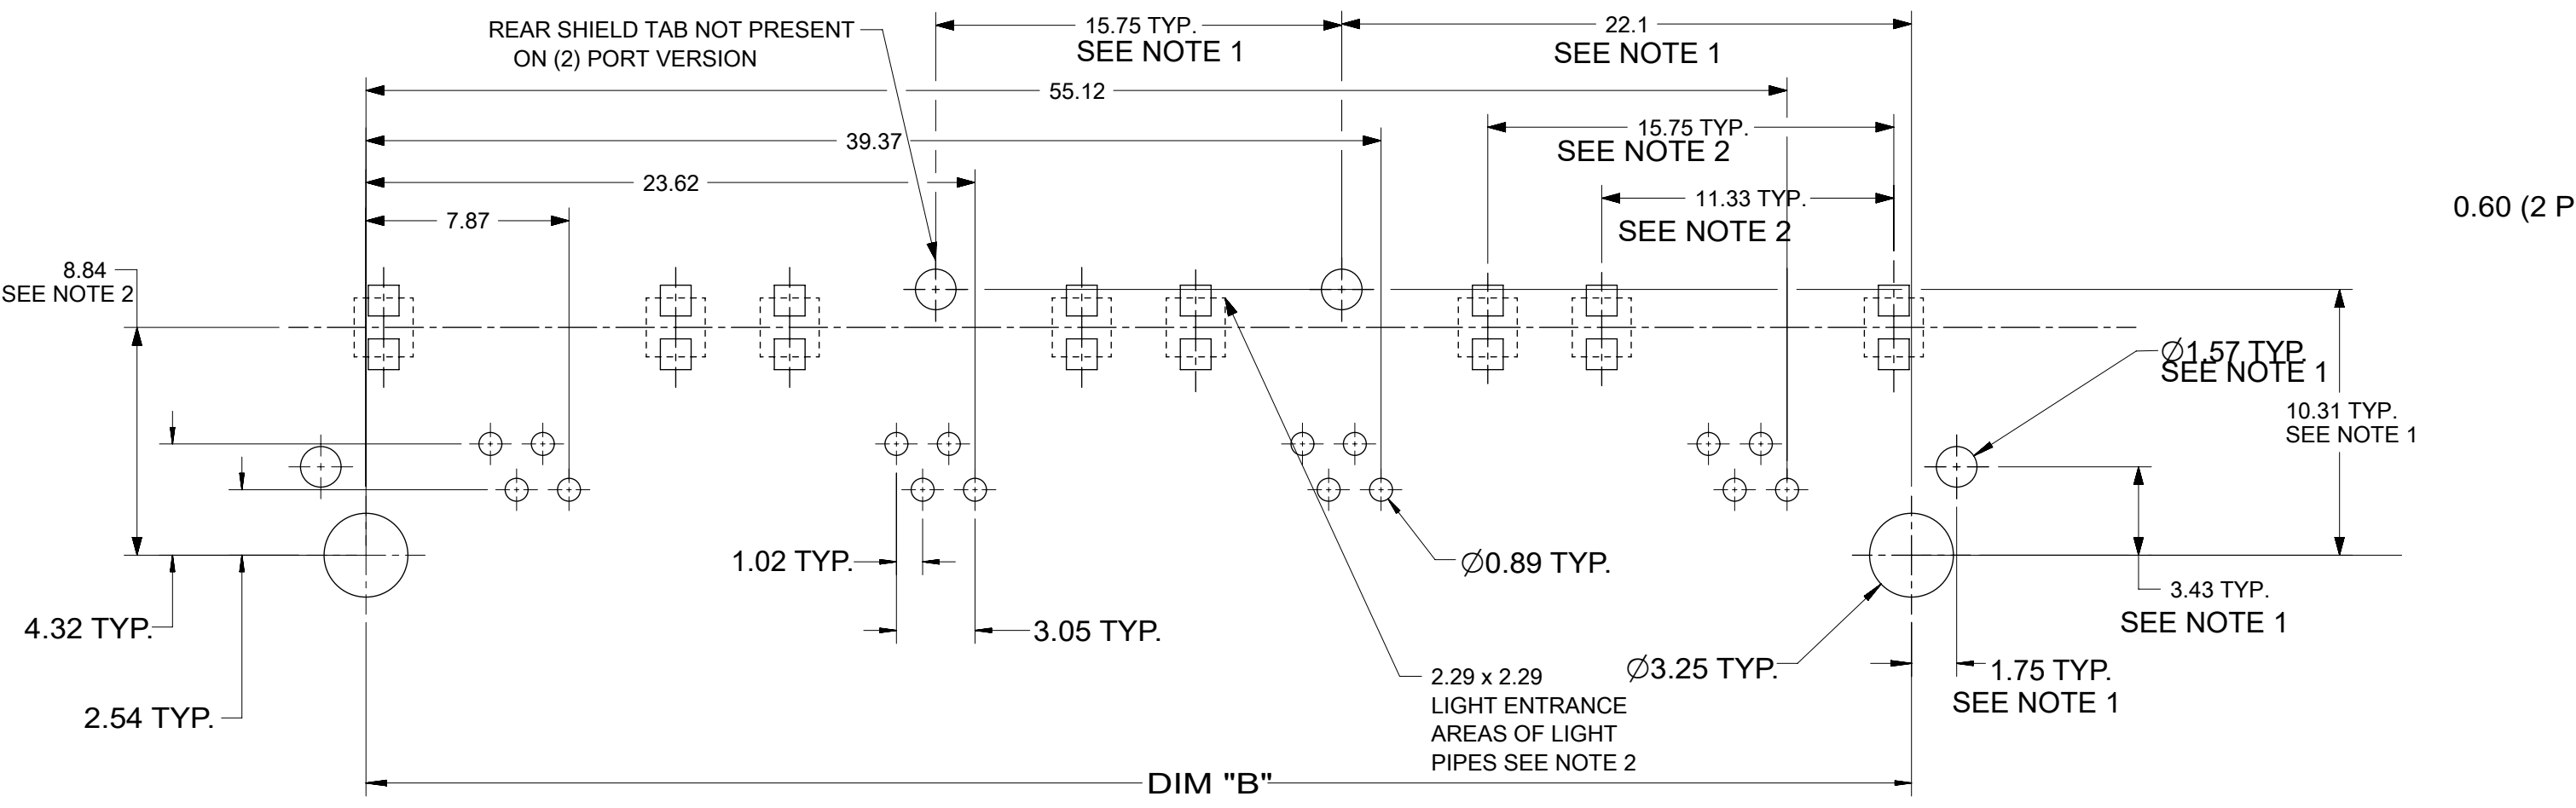 REAR SHIELD TAB NOT PRESENT
ON (2) PORT VERSION
15.75 TYP.
SEE NOTE 1
22.1
SEE NOTE 1
55.12
39.37
15.75 TYP.
SEE NOTE 2
23.62
11.33 TYP.
SEE NOTE 2
7.87
0.60 (2 P
8.84
SEE NOTE 2
Ø1.57 TYP.
SEE NOTE 1
10.31 TYP.
SEE NOTE 1
1.02 TYP.
Ø0.89 TYP.
3.43 TYP.
SEE NOTE 1
4.32 TYP.
3.05 TYP.
2.29 x 2.29
LIGHT ENTRANCE
AREAS OF LIGHT
PIPES SEE NOTE 2
Ø3.25 TYP.
1.75 TYP.
SEE NOTE 1
2.54 TYP.
DIM "B"